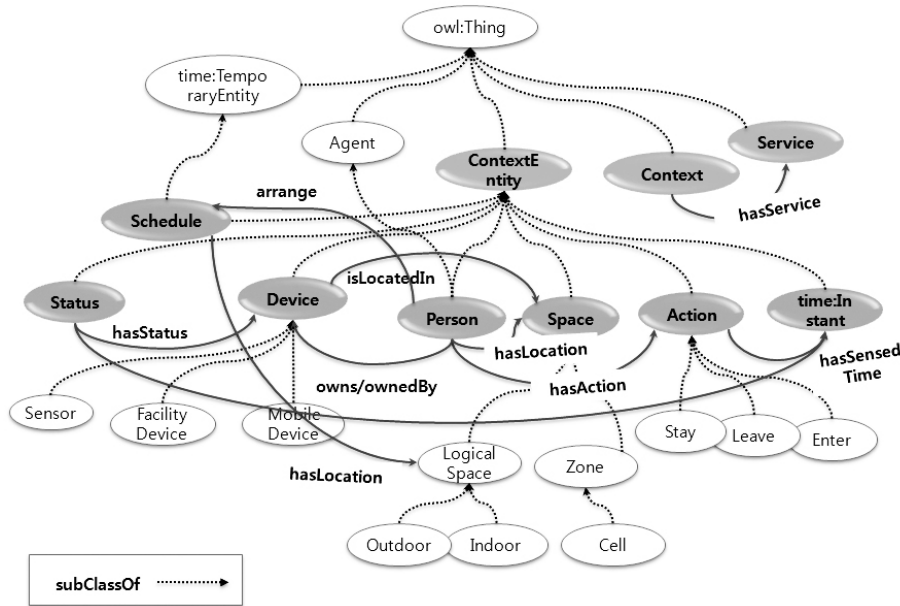 owl:Thing
time:Tempo
raryEntity
Agent
ContextE
ntity
Context
Service
hasService
arrange
Schedule
isLocatedIn
Status
Device
Person
Space
Action
time:In
stant
hasStatus
hasLocation
hasSensed
Time
owns/ownedBy
hasAction
Sensor
Facility
Device
Mobile
Device
Stay
Leave
Enter
hasLocation
Logical
Space
Zone
Outdoor
Indoor
Cell
subClassOf